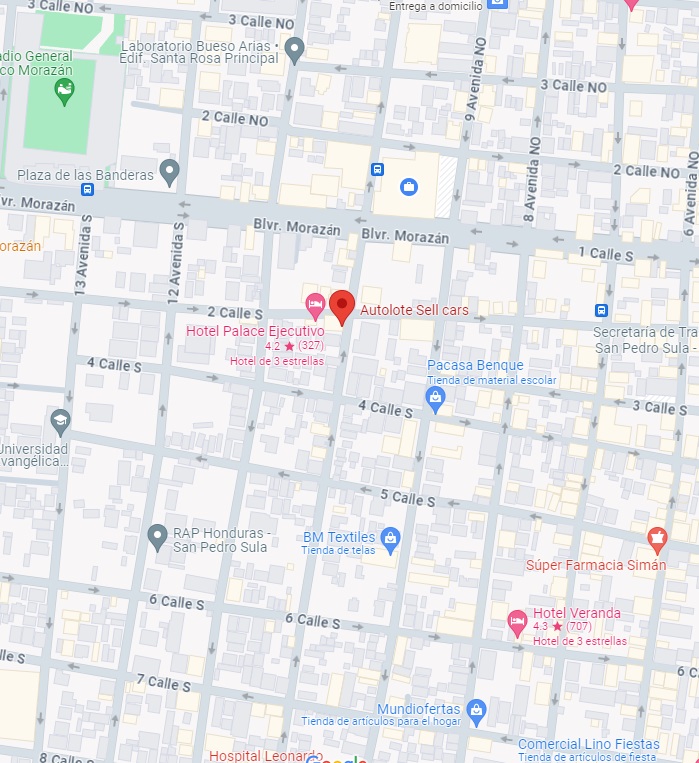 Entrega a domicilio
3 Calle NO
3 Calle NO
Laboratorio Bueso Arias •
Edif. Santa Rosa Principal
adio General
co Morazán
3 Calle NO
9 Avenida NO
2 Calle NO
8 Avenida NO
2 Calle NO
6 Avenida NO
Plaza de las Banderas
vr. Morazán
Blvr. Morazán
Blvr. Morazán
1 Calle S
orazán
13 Avenida S
12 Avenida S
2 Calle S
Autolote Sell cars
Hotel Palace Ejecutivo
4.2 ★ (327)
Hotel de 3 estrellas
Secretaria de Tra
San Pedro Sula -
4 Calle S
Pacasa Benque
Tienda de material escolar
4 Calle S
3 Calle S
Universidad
vangélica...
5 Calle S
RAP Honduras -
San Pedro Sula
BM Textiles
Tienda de telas
Súper Farmacia Simán
6 Calle S
6 Calle S
Hotel Veranda
4.3 ★ (707)
Hotel de 3 estrellas
lle S
6 C
7 Calle S
Mundiofertas
Tienda de artículos para el hogar
Comercial Lino Fiestas
Tienda de artículos de fiesta
8 Calle S
Hospital Leonardo
Google